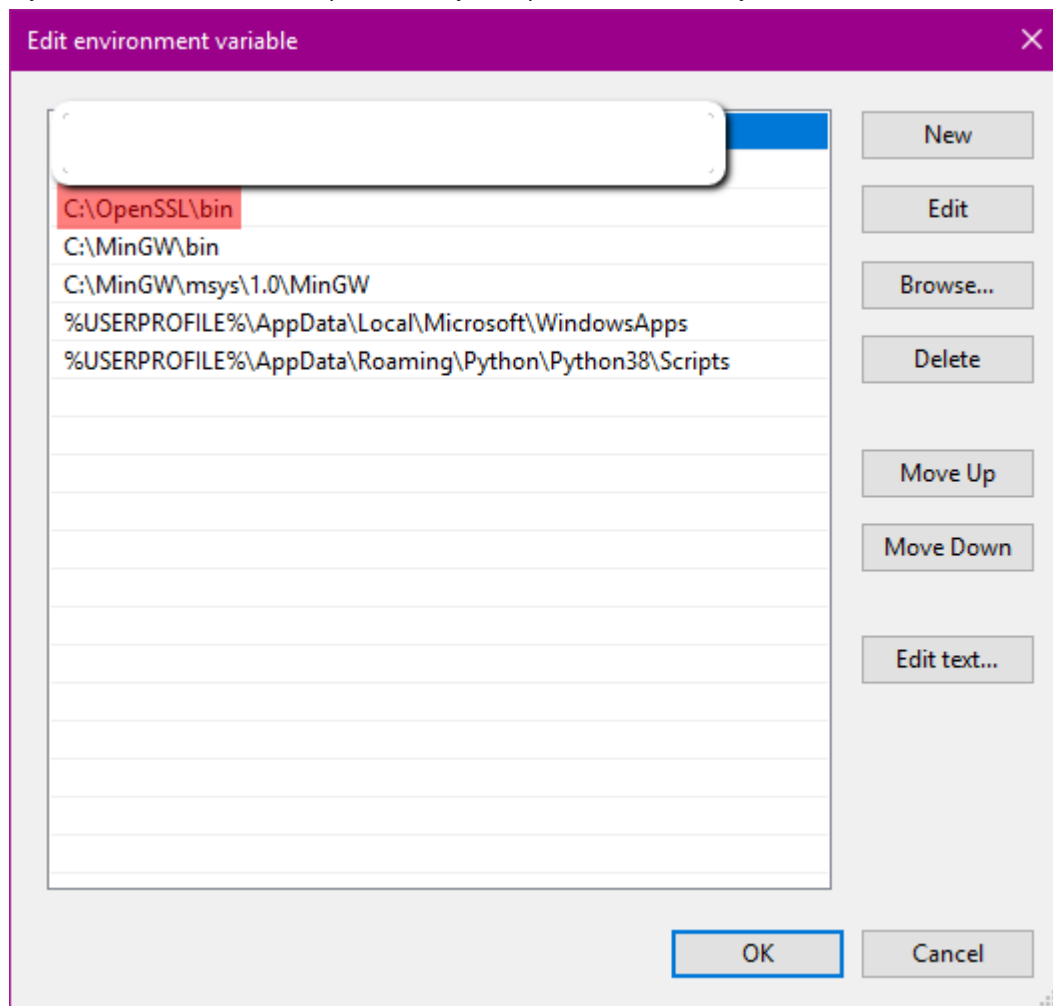 Edit environment variable
New
C:\OpenSSL\bin
Edit
C:\MinGW\bin
C:\MinGW\msys\1.0\MinGW
Browse...
%USERPROFILE%\AppData\Local\Microsoft\WindowsApps
%USERPROFILE%\AppData\Roaming\Python\Python38\Scripts
Delete
Move Up
Move Down
Edit text...
OK
Cancel